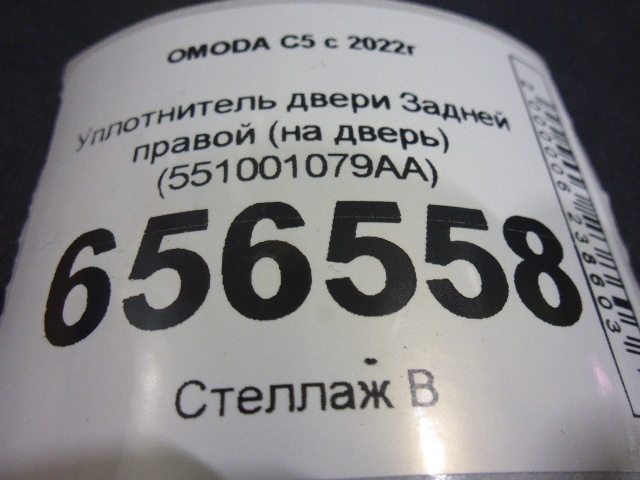 OMODA C5 с 2022г
Уплотнитель двери Задней
правой (на дверь)
(551001079AA)
656558
Стеллаж В